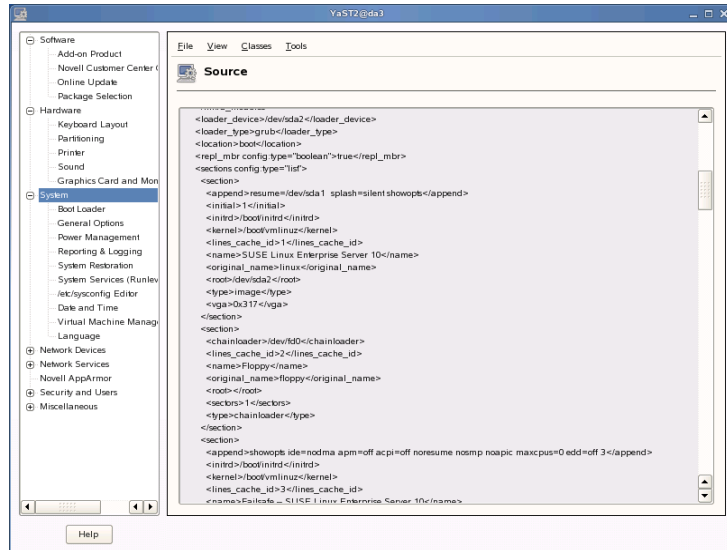 YaST2@da3
Software
Add-on Product
Novell Customer Center C
Online Update
Package Selection
Hardware
Keyboard Layout
Partitioning
Printer
Sound
Graphics Card and Mon
System
Boot Loader
General Options
Power Management
Reporting & Logging
System Restoration
System Services (Runlev
/etc/sysconfig Editor
Date and Time
Virtual Machine Manag
Language
Network Devices
Network Services
Novell AppArmor
Security and Users
Miscellaneous
File View Classes Tools
Source
<loader_device>/dev/sda2</loader_device>
<loader_type>grub</loader_type>
<location>boot</location>
<repl_mbr config:type="boolean">true</repl_mbr>
<sections config:type="list">
<section>
<append>resume=/dev/sda1 splash=silent showopts</append>
<initial>1</initial>
<initrd>/boot/initrd</initrd>
<kernel>/boot/vmlinuz</kernel>
<lines_cache_id>1</lines_cache_id>
<name>SUSE Linux Enterprise Server 10</name>
<original_name>linux</original_name>
<root>/dev/sda2</root>
<type>image</type>
<vga>0x317</vga>
</section>
<section>
<chainloader>/dev/fd0</chainloader>
<lines_cache_id>2</lines_cache_id>
<name>Floppy</name>
<original_name>floppy</original_name>
<root></root>
<sectors>1</sectors>
<type>chainloader</type>
</section>
<section>
<append>showopts ide=nodma apm=off acpi=off noresume nosmp noapic maxcpus=0 edd=off 3</append>
<initrd>/boot/initrd</initrd>
<kernel>/boot/vmlinuz</kernel>
<lines_cache_id>3</lines_cache_id>
<name>Failsafe -- SUSE Linux Enterprise Server 10</name>
Help